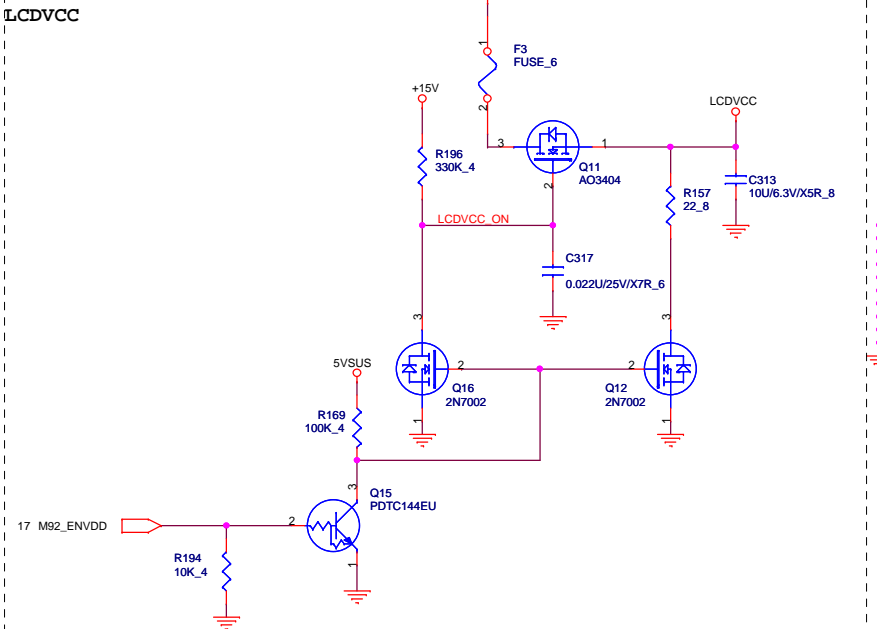 LCDVCC
1
F3
FUSE_6
2
+15V
LCDVCC
3
1
R196
330K_4
Q11
AO3404
2
C313
10U/6.3V/X5R_8
R157
22_8
LCDVCC_ON
C317
0.022U/25V/X7R_6
3
3
5VSUS
2
2
Q16
2N7002
Q12
2N7002
R169
100K_4
1
1
3
Q15
PDTC144EU
17 M92_ENVDD
2
R194
10K_4
1